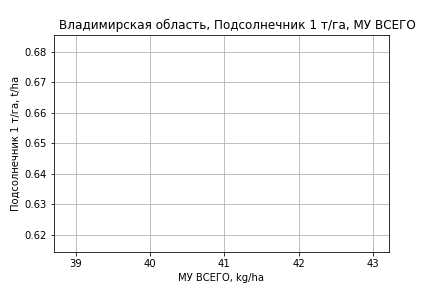 Владимирская область, Подсолнечник 1 т/га, МУ ВСЕГО
Подсолнечник 1 т/га, t/ha
0.68
0.67
0.66
0.65
0.64
0.63
0.62
39 40 41 42 43
МУ ВСЕГО, kg/ha